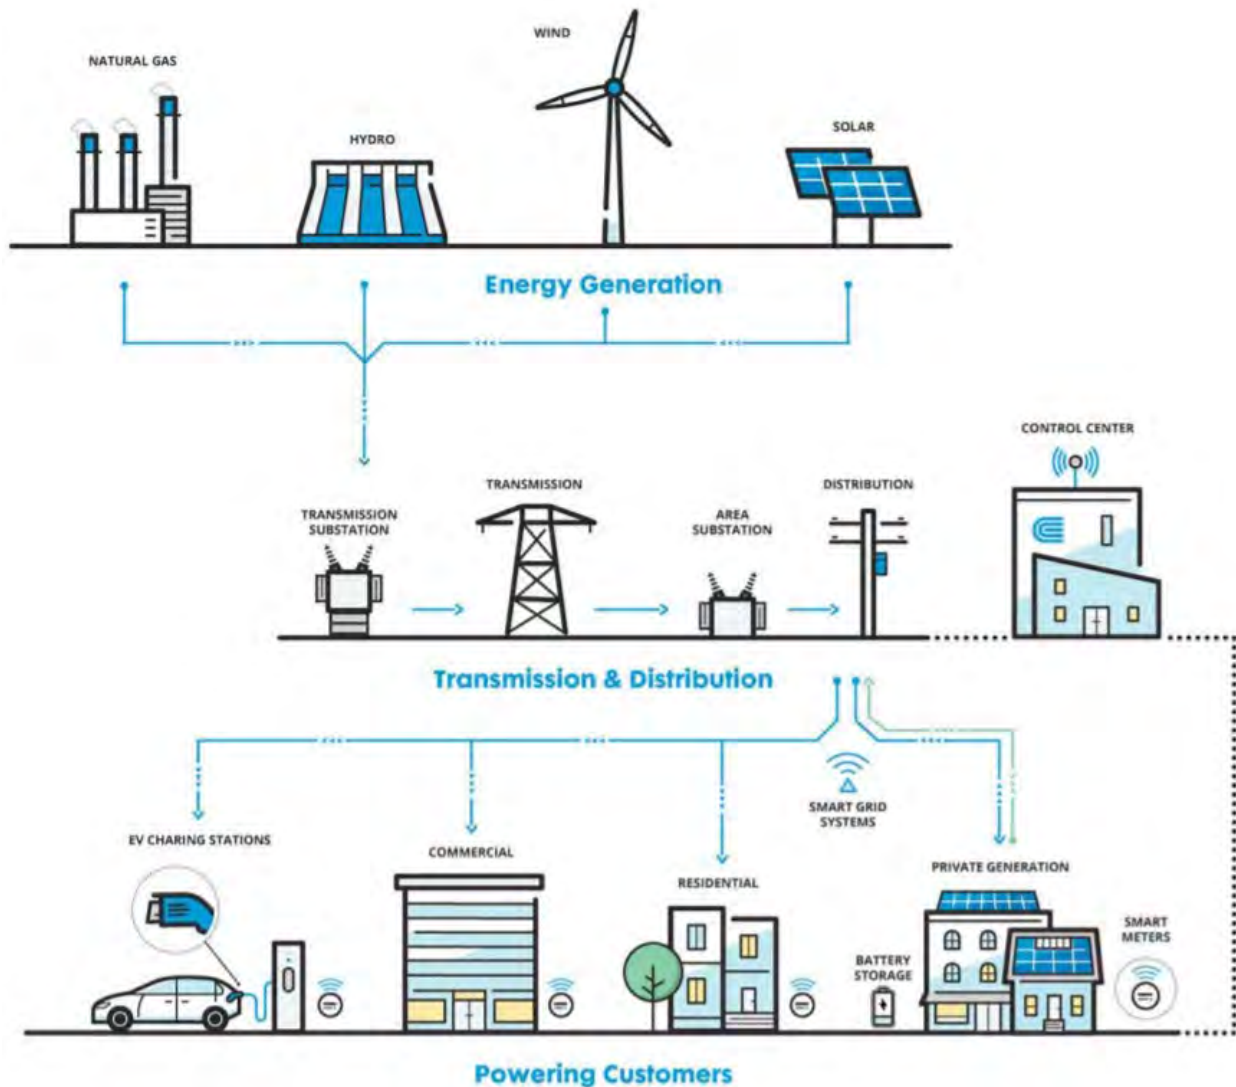 WIND
NATURAL GAS
SOLAR
HYDRO
Energy Generation
CONTROL CENTER
TRANSMISSION
DISTRIBUTION
TRANSMISSION
SUBSTATION
AREA
SUBSTATION
Transmission & Distribution
SMART GRID
SYSTEMS
EV CHARING STATIONS
COMMERCIAL
PRIVATE GENERATION
RESIDENTIAL
SMART
METERS
BATTERY
STORAGE
Powering Customers